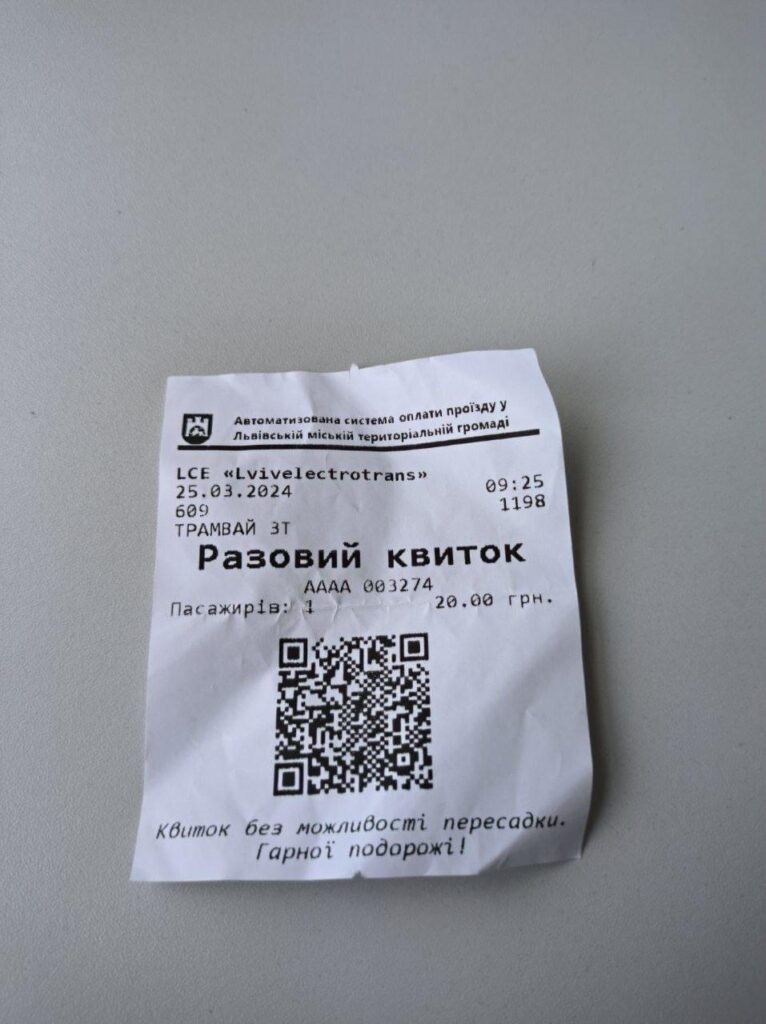 Автоматизована система оплати проїзду у
Львівській міській територіальній громаді
LCE «Lvivelectrotrans»
25.03.2024 09:25
609 1198
ТРАМВАЙ 3Т
Разовий квиток
АААА 003274
Пасажирів: 1 20.00 грн.
Квиток без можливості пересадки.
Гарної подорожі!